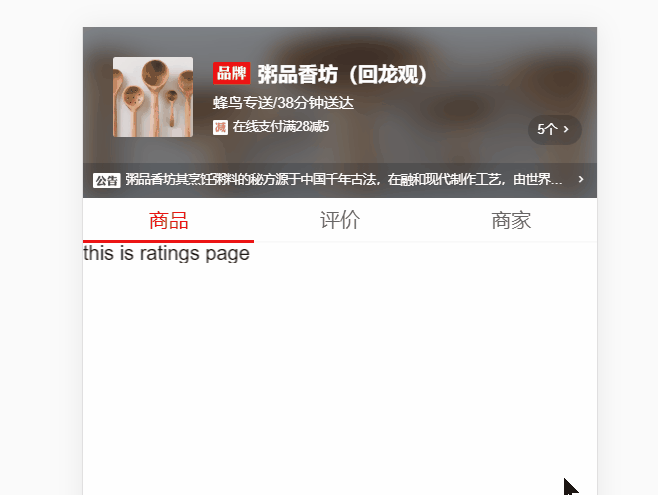 品牌 粥品香坊（回龙观）
蜂鸟专送/38分钟送达
减 在线支付满28减5
5个 >
公告 粥品香坊其烹饪粥料的秘方源于中国千年古法，在融和现代制作工艺，由世界... >
商品 评价 商家
this is ratings page